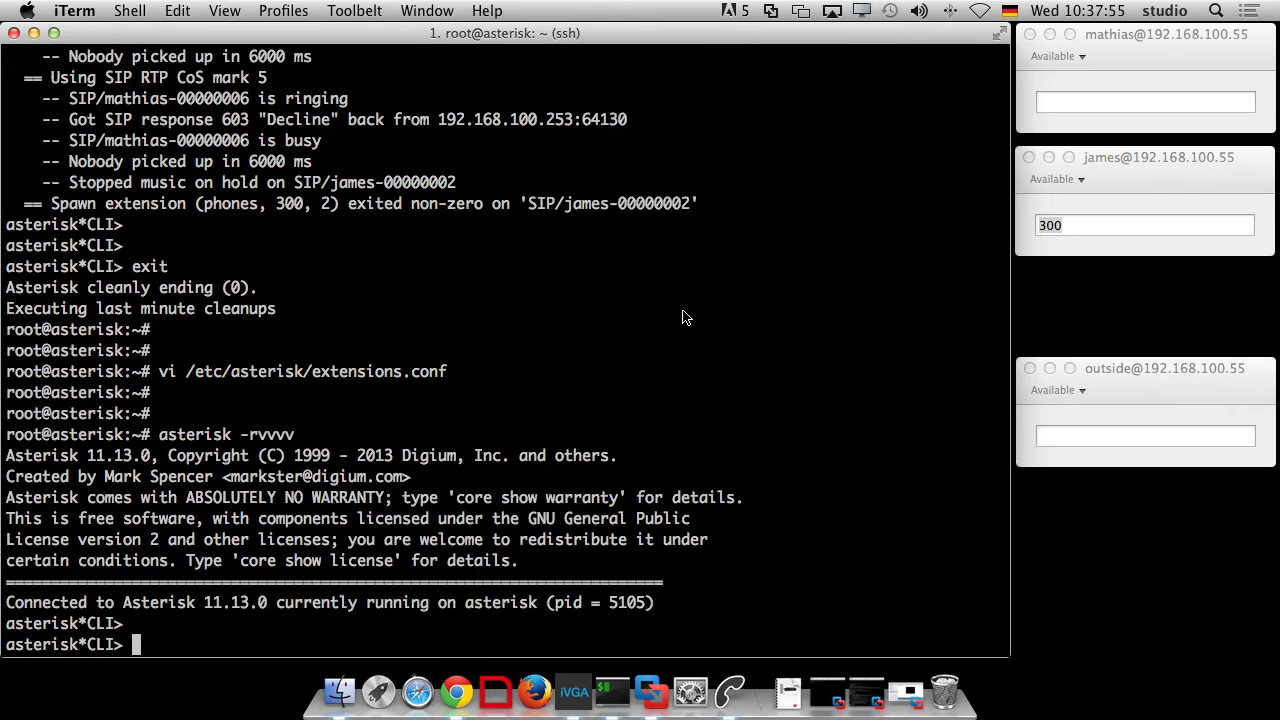 iTerm Shell Edit View Profiles Toolbelt Window Help 5 Wed 10:37:55 studio
1. root@asterisk: ~ (ssh)
-- Nobody picked up in 6000 ms
== Using SIP RTP CoS mark 5
-- SIP/mathias-00000006 is ringing
-- Got SIP response 603 "Decline" back from 192.168.100.253:64130
-- SIP/mathias-00000006 is busy
-- Nobody picked up in 6000 ms
-- Stopped music on hold on SIP/james-00000002
== Spawn extension (phones, 300, 2) exited non-zero on 'SIP/james-00000002'
asterisk*CLI>
asterisk*CLI>
asterisk*CLI> exit
Asterisk cleanly ending (0).
Executing last minute cleanups
root@asterisk:~#
root@asterisk:~#
root@asterisk:~# vi /etc/asterisk/extensions.conf
root@asterisk:~#
root@asterisk:~#
root@asterisk:~# asterisk -rvvvv
Asterisk 11.13.0, Copyright (C) 1999 - 2013 Digium, Inc. and others.
Created by Mark Spencer <markster@digium.com>
Asterisk comes with ABSOLUTELY NO WARRANTY; type 'core show warranty' for details.
This is free software, with components licensed under the GNU General Public
License version 2 and other licenses; you are welcome to redistribute it under
certain conditions. Type 'core show license' for details.
=========================================================================
Connected to Asterisk 11.13.0 currently running on asterisk (pid = 5105)
asterisk*CLI>
asterisk*CLI>
mathias@192.168.100.55
Available
james@192.168.100.55
Available
300
outside@192.168.100.55
Available
iVGA